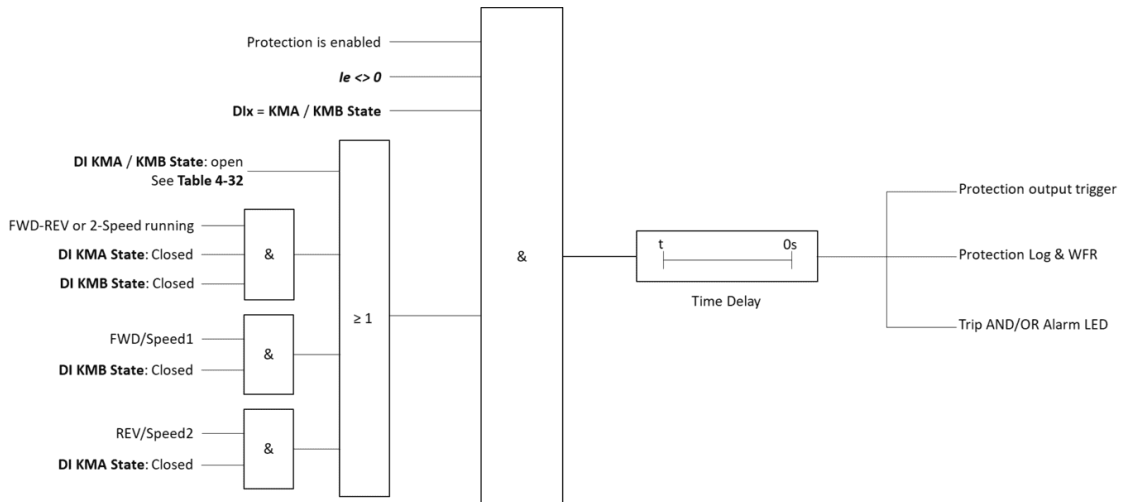 Protection is enabled
Ie <> 0
DIx = KMA / KMB State
DI KMA / KMB State: open
See Table 4-32
FWD-REV or 2-Speed running
DI KMA State: Closed
DI KMB State: Closed
&
FWD/Speed1
DI KMB State: Closed
&
REV/Speed2
DI KMA State: Closed
&
≥ 1
&
t 0s
Time Delay
Protection output trigger
Protection Log & WFR
Trip AND/OR Alarm LED